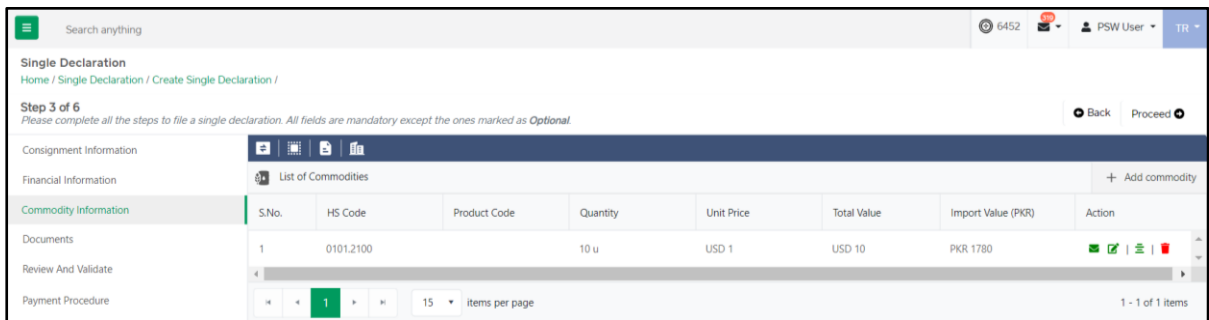 Search anything 6452 319 PSW User TR
Single Declaration
Home / Single Declaration / Create Single Declaration /
Step 3 of 6
Please complete all the steps to file a single declaration. All fields are mandatory except the ones marked as Optional.
Back Proceed
Consignment Information
Financial Information
Commodity Information
Documents
Review And Validate
Payment Procedure
List of Commodities + Add commodity
S.No. HS Code Product Code Quantity Unit Price Total Value Import Value (PKR) Action
1 0101.2100 10 u USD 1 USD 10 PKR 1780
1 15 items per page 1 - 1 of 1 items